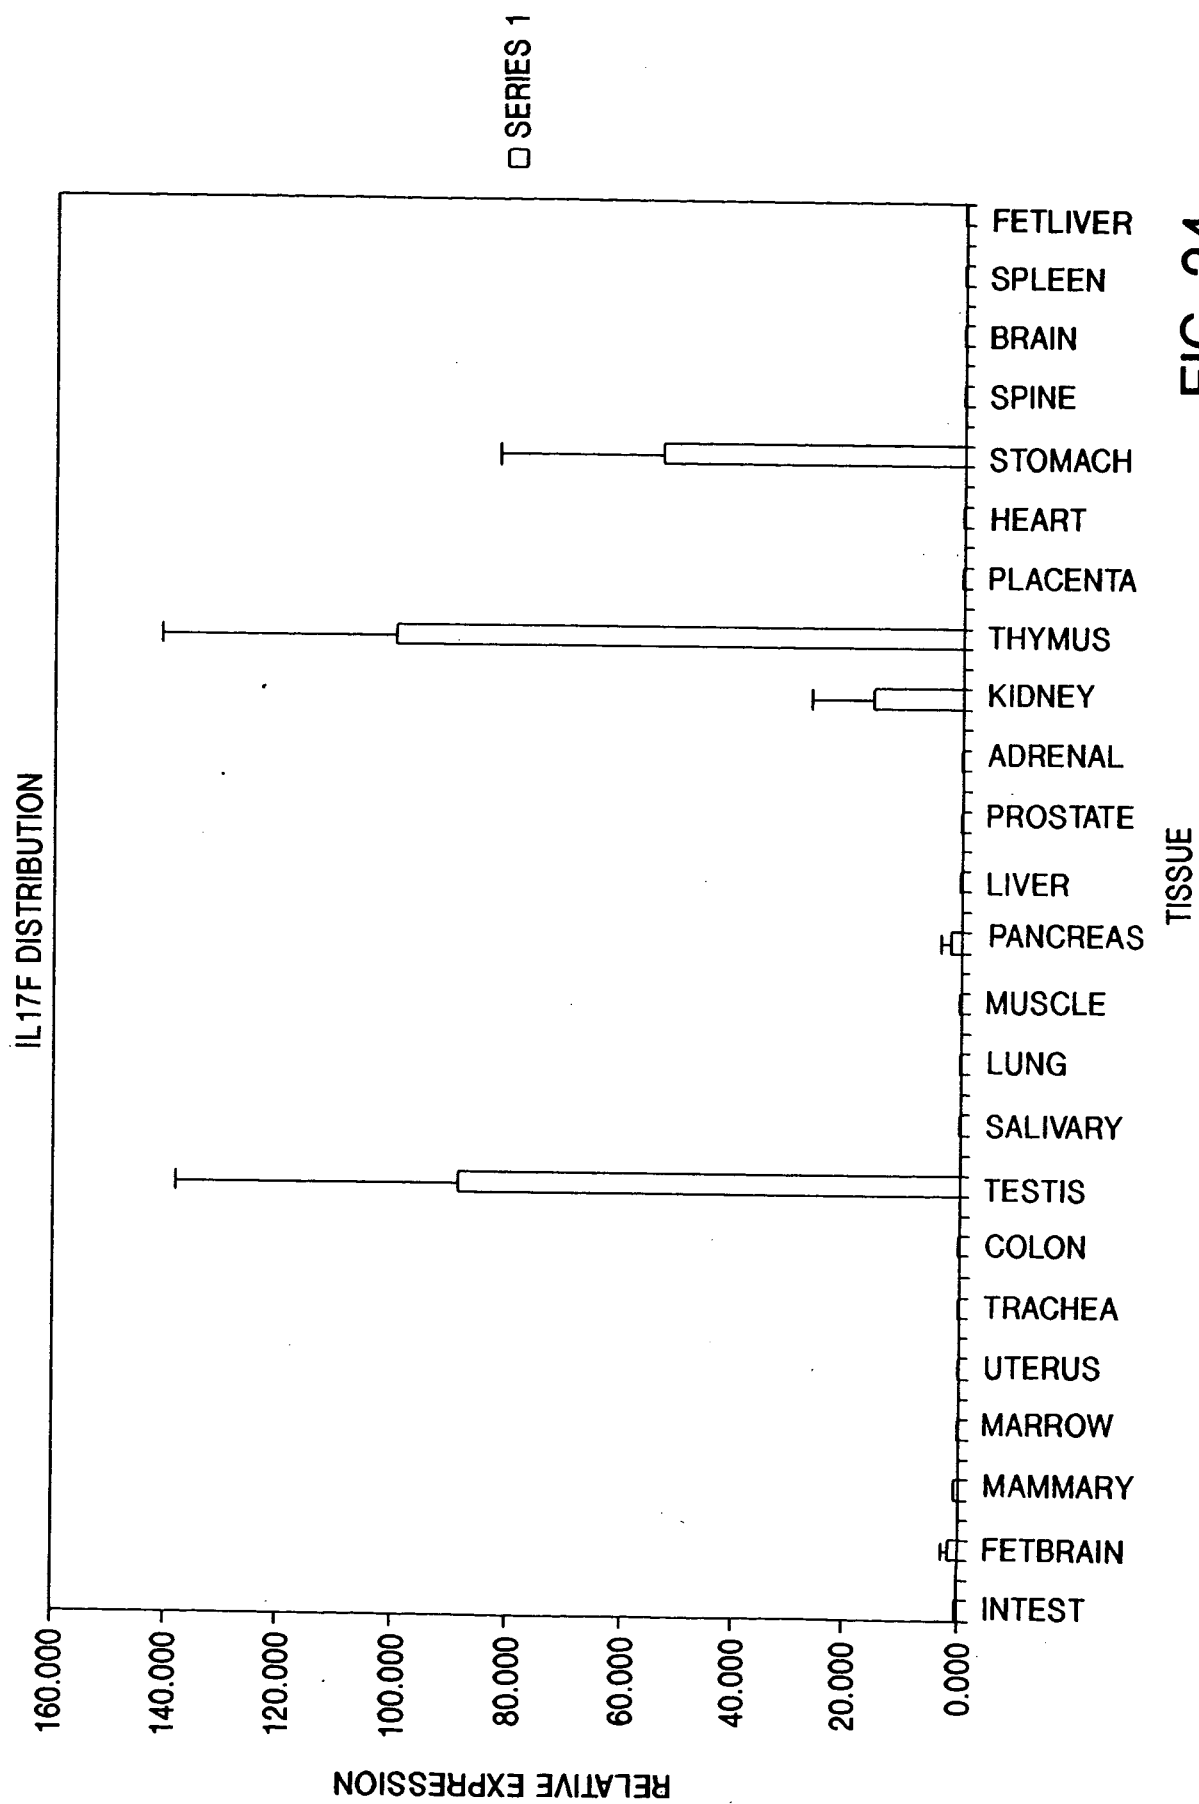 IL17F DISTRIBUTION
RELATIVE EXPRESSION
160.000
140.000
120.000
100.000
80.000
60.000
40.000
20.000
0.000
INTEST
FETBRAIN
MAMMARY
MARROW
UTERUS
TRACHEA
COLON
TESTIS
SALIVARY
LUNG
MUSCLE
PANCREAS
LIVER
PROSTATE
ADRENAL
KIDNEY
THYMUS
PLACENTA
HEART
STOMACH
SPINE
BRAIN
SPLEEN
FETLIVER
TISSUE
SERIES 1
FIG.